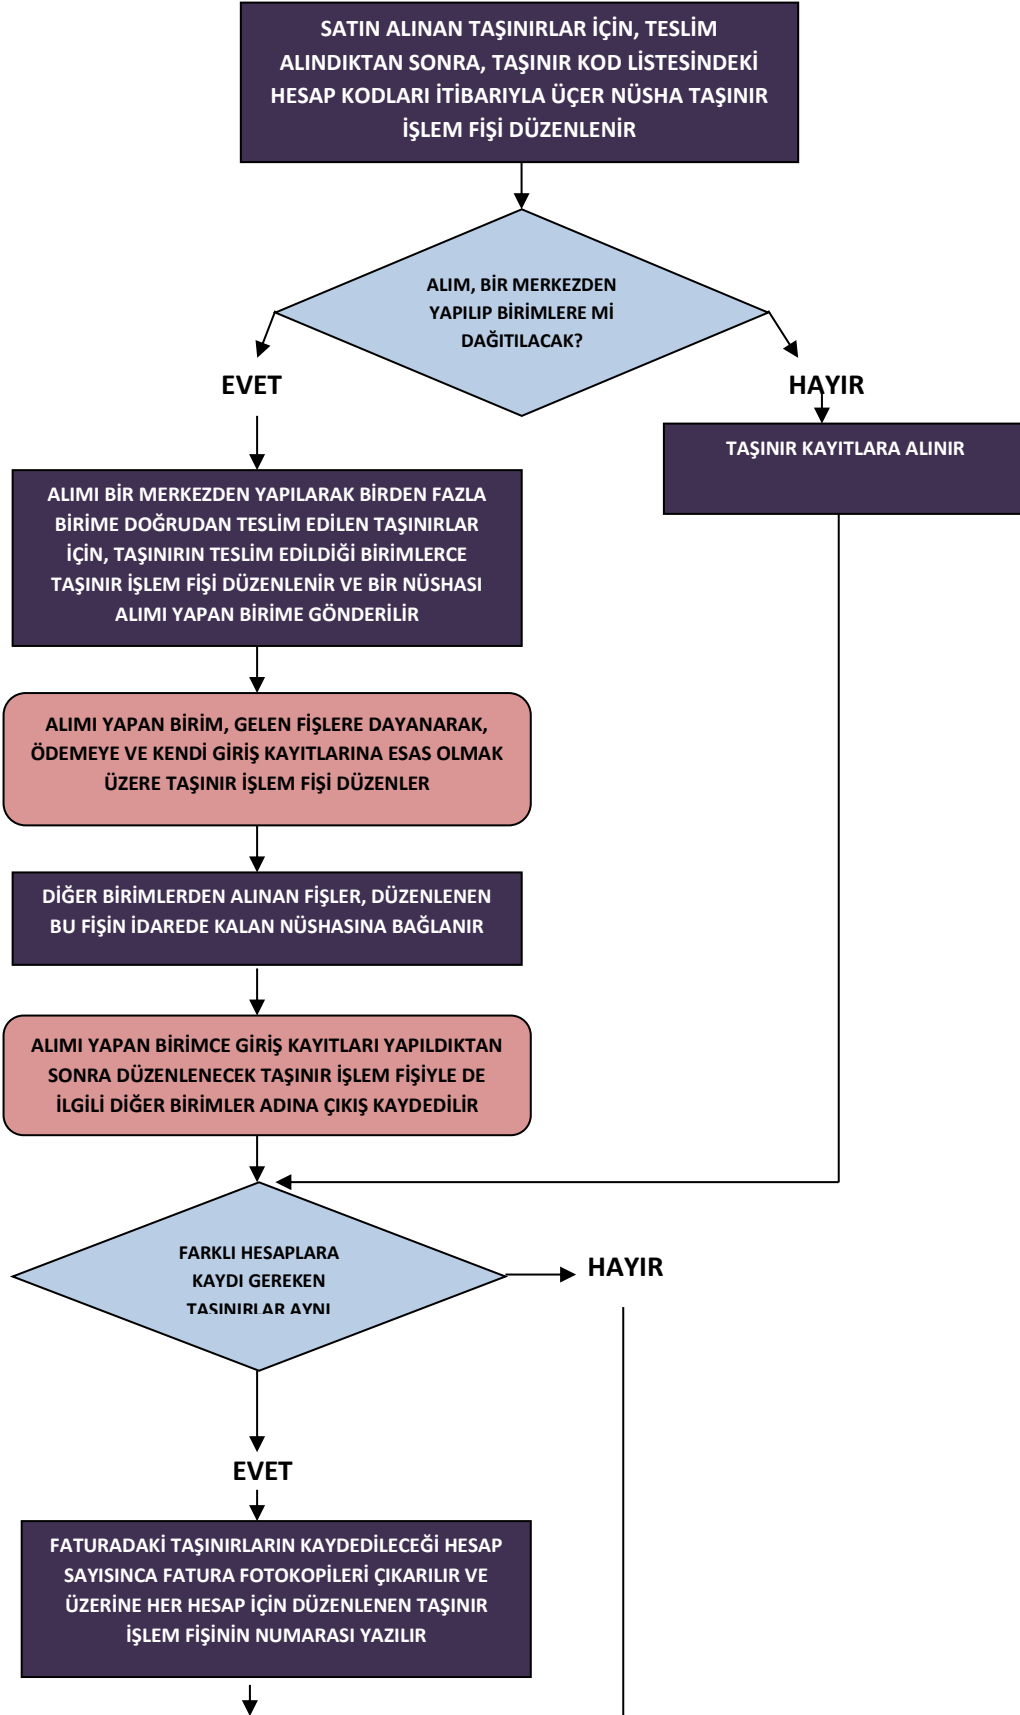 SATIN ALINAN TAŞINIRLAR İÇİN, TESLİM
ALINDIKTAN SONRA, TAŞINIR KOD LİSTESİNDEKİ
HESAP KODLARI İTİBARIYLA ÜÇER NÜSHA TAŞINIR
İŞLEM FİŞİ DÜZENLENİR
ALIM, BİR MERKEZDEN
YAPILIP BİRİMLERE Mİ
DAĞITILACAK?
EVET
HAYIR
TAŞINIR KAYITLARA ALINIR
ALIMI BİR MERKEZDEN YAPILARAK BİRDEN FAZLA
BİRİME DOĞRUDAN TESLİM EDİLEN TAŞINIRLAR
İÇİN, TAŞINIRIN TESLİM EDİLDİĞİ BİRİMLERCE
TAŞINIR İŞLEM FİŞİ DÜZENLENİR VE BİR NÜSHASI
ALIMI YAPAN BİRİME GÖNDERİLİR
ALIMI YAPAN BİRİM, GELEN FİŞLERE DAYANARAK,
ÖDEMEYE VE KENDİ GİRİŞ KAYITLARINA ESAS OLMAK
ÜZERE TAŞINIR İŞLEM FİŞİ DÜZENLER
DİĞER BİRİMLERDEN ALINAN FİŞLER, DÜZENLENEN
BU FİŞİN İDAREDE KALAN NÜSHASINA BAĞLANIR
ALIMI YAPAN BİRİMCE GİRİŞ KAYITLARI YAPILDIKTAN
SONRA DÜZENLENECEK TAŞINIR İŞLEM FİŞİYLE DE
İLGİLİ DİĞER BİRİMLER ADINA ÇIKIŞ KAYDEDİLİR
FARKLI HESAPLARA
KAYDI GEREKEN
TAŞINIRLAR AYNI
HAYIR
EVET
FATURADAKİ TAŞINIRLARIN KAYDEDİLECEĞİ HESAP
SAYISINCA FATURA FOTOKOPİLERİ ÇIKARILIR VE
ÜZERİNE HER HESAP İÇİN DÜZENLENEN TAŞINIR
İŞLEM FİŞİNİN NUMARASI YAZILIR